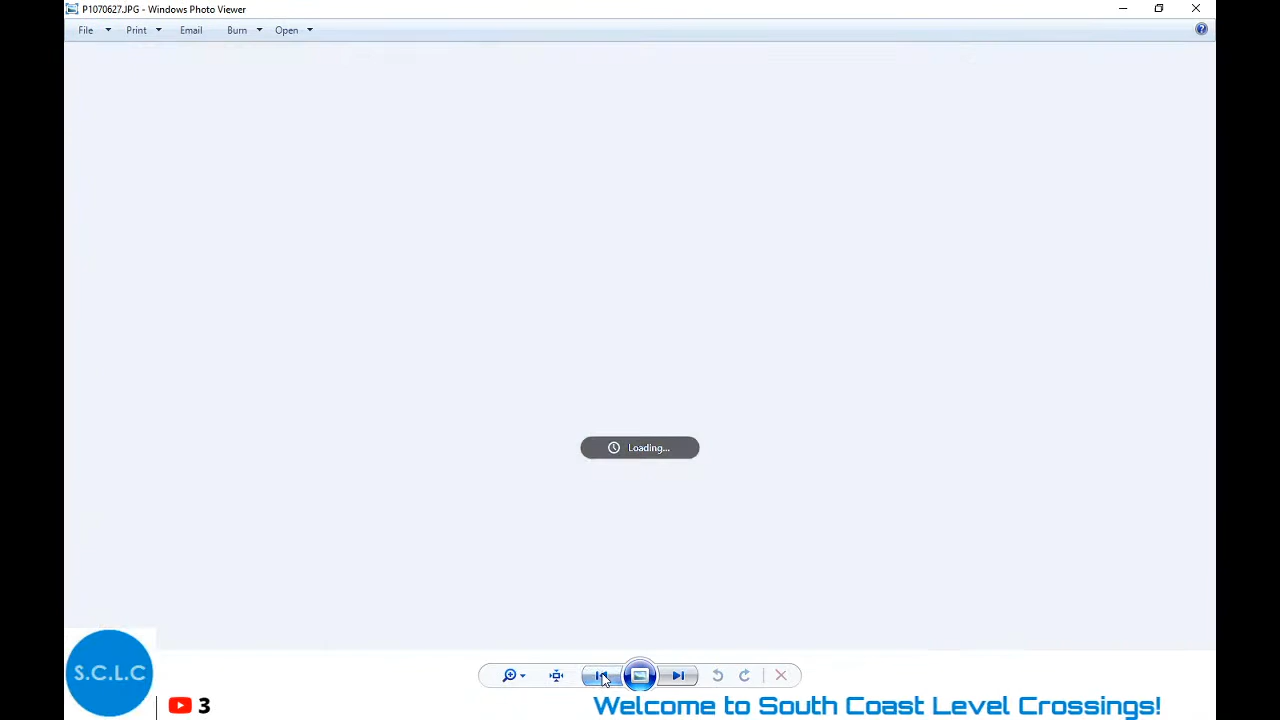 P1070627.JPG - Windows Photo Viewer
File Print Email Burn Open
Loading...
S.C.L.C
3
Welcome to South Coast Level Crossings!